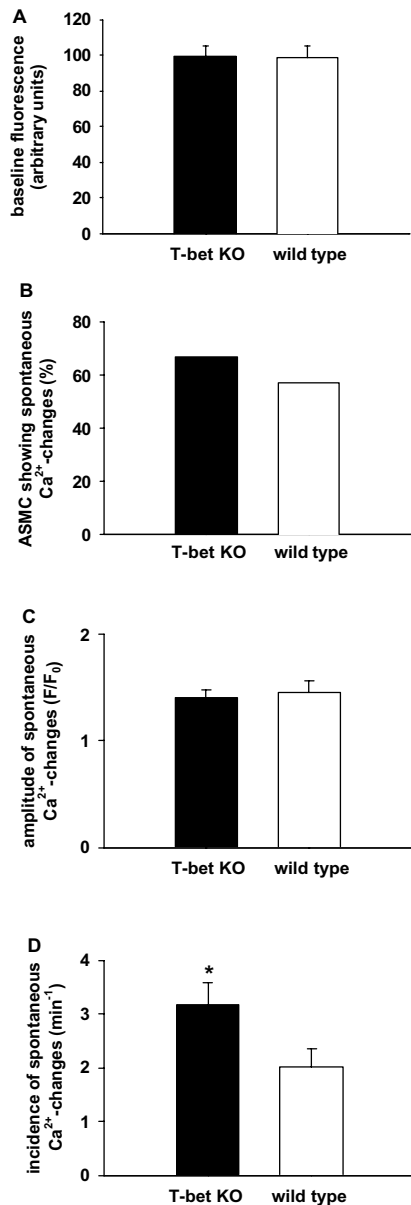 A
baseline fluorescence
(arbitrary units)
120
100
80
60
40
20
0
T-bet KO wild type
B
ASMC showing spontaneous
Ca²⁺-changes (%)
80
60
40
20
0
T-bet KO wild type
C
amplitude of spontaneous
Ca²⁺-changes (F/F₀)
2
1
0
T-bet KO wild type
D
incidence of spontaneous
Ca²⁺-changes (min⁻¹)
4
3
2
1
0
*
T-bet KO wild type